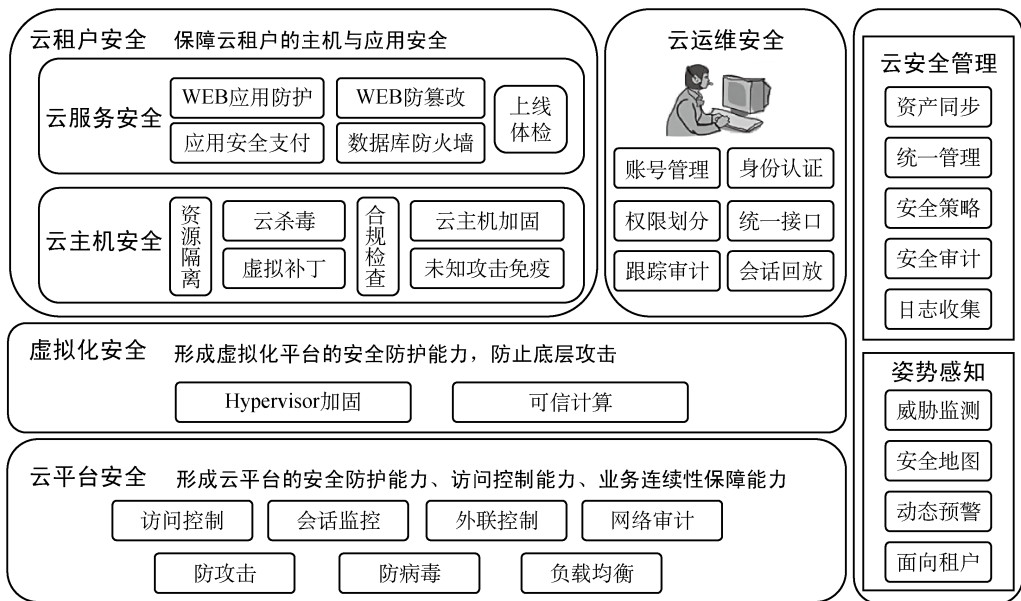 云租户安全 保障云租户的主机与应用安全
云服务安全
WEB应用防护
WEB防篡改
应用安全支付
数据库防火墙
上线
体检
云主机安全
资源隔离
云杀毒
虚拟补丁
合规检查
云主机加固
未知攻击免疫
云运维安全
账号管理
身份认证
权限划分
统一接口
跟踪审计
会话回放
虚拟化安全 形成虚拟化平台的安全防护能力，防止底层攻击
Hypervisor加固
可信计算
云平台安全 形成云平台的安全防护能力、访问控制能力、业务连续性保障能力
访问控制
会话监控
外联控制
网络审计
防攻击
防病毒
负载均衡
云安全管理
资产同步
统一管理
安全策略
安全审计
日志收集
姿势感知
威胁监测
安全地图
动态预警
面向租户